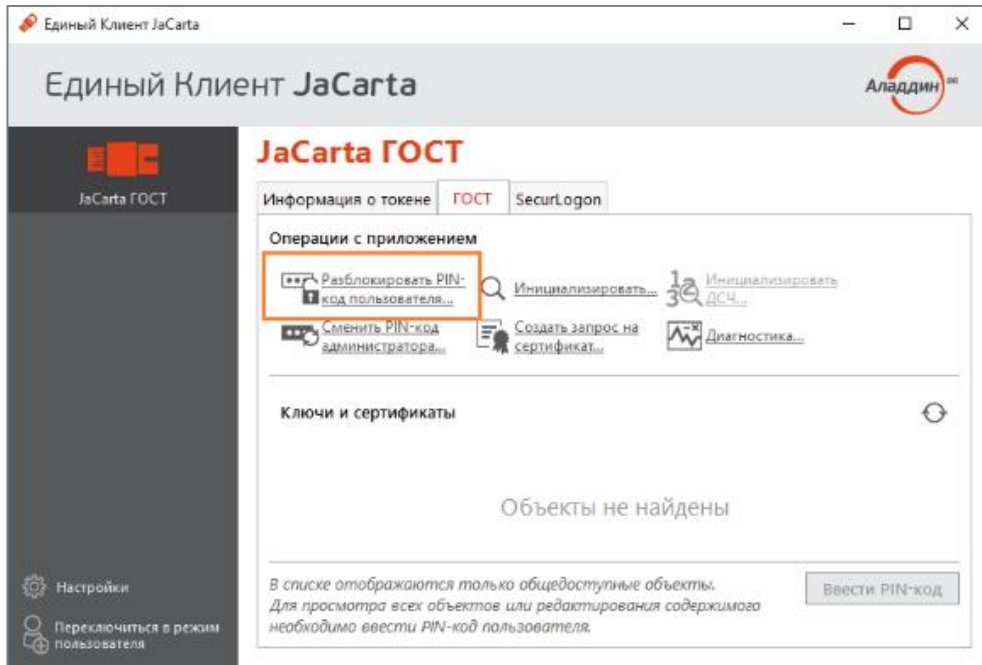 Единый Клиент JaCarta
Единый Клиент JaCarta
Аладдин
JaCarta ГОСТ
JaCarta ГОСТ
Информация о токене ГОСТ SecurLogon
Операции с приложением
Разблокировать PIN-
код пользователя...
Инициализировать...
Инициализировать
ДСЧ...
Сменить PIN-код
администратора...
Создать запрос на
сертификат...
Диагностика...
Ключи и сертификаты
Объекты не найдены
В списке отображаются только общедоступные объекты.
Для просмотра всех объектов или редактирования содержимого
необходимо ввести PIN-код пользователя.
Ввести PIN-код
Настройки
Переключиться в режим
пользователя